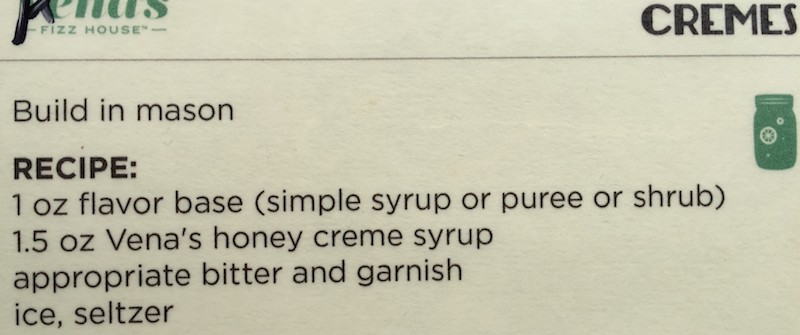 Vena's
CREMES
FIZZ HOUSE™
Build in mason
RECIPE:
1 oz flavor base (simple syrup or puree or shrub)
1.5 oz Vena's honey creme syrup
appropriate bitter and garnish
ice, seltzer